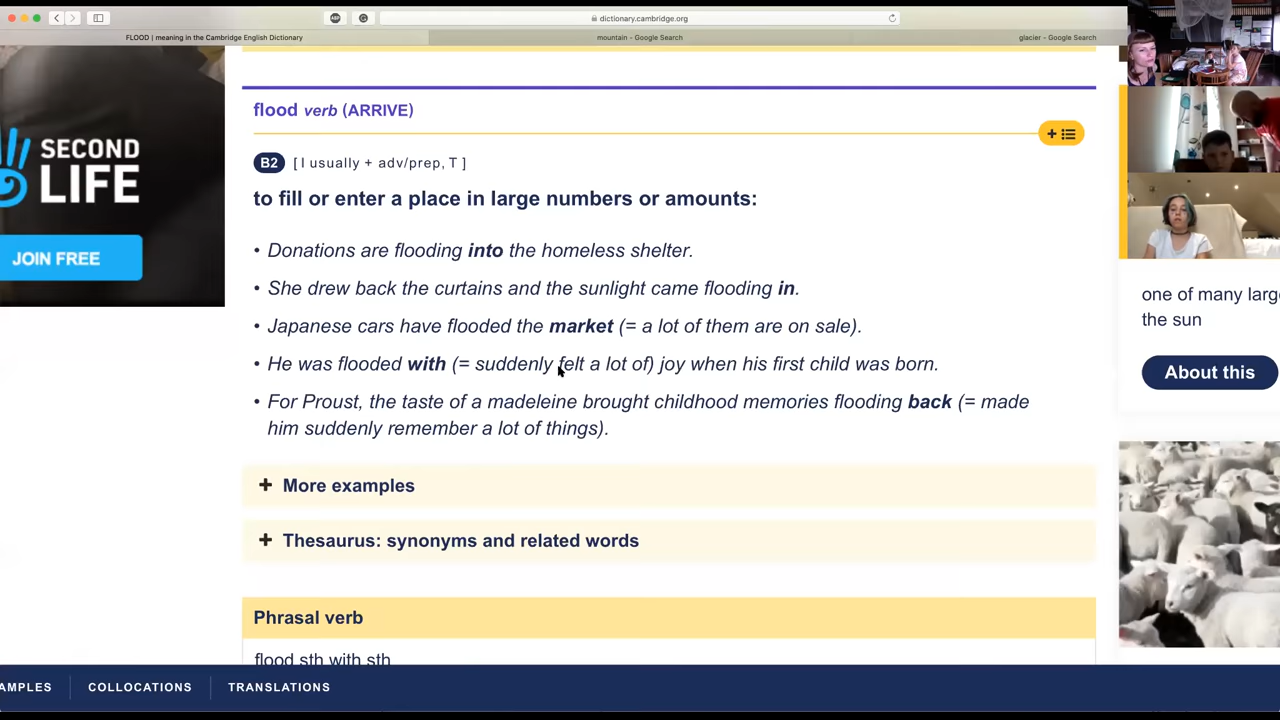 dictionary.cambridge.org
FLOOD | meaning in the Cambridge English Dictionary
mountain – Google Search
glacier – Google Search
flood verb (ARRIVE)
B2 [ I usually + adv/prep, T ]
to fill or enter a place in large numbers or amounts:
• Donations are flooding into the homeless shelter.
• She drew back the curtains and the sunlight came flooding in.
• Japanese cars have flooded the market (= a lot of them are on sale).
• He was flooded with (= suddenly felt a lot of) joy when his first child was born.
• For Proust, the taste of a madeleine brought childhood memories flooding back (= made
him suddenly remember a lot of things).
+ More examples
+ Thesaurus: synonyms and related words
Phrasal verb
flood sth with sth
AMPLES
COLLOCATIONS
TRANSLATIONS
SECOND
LIFE
JOIN FREE
one of many larg
the sun
About this